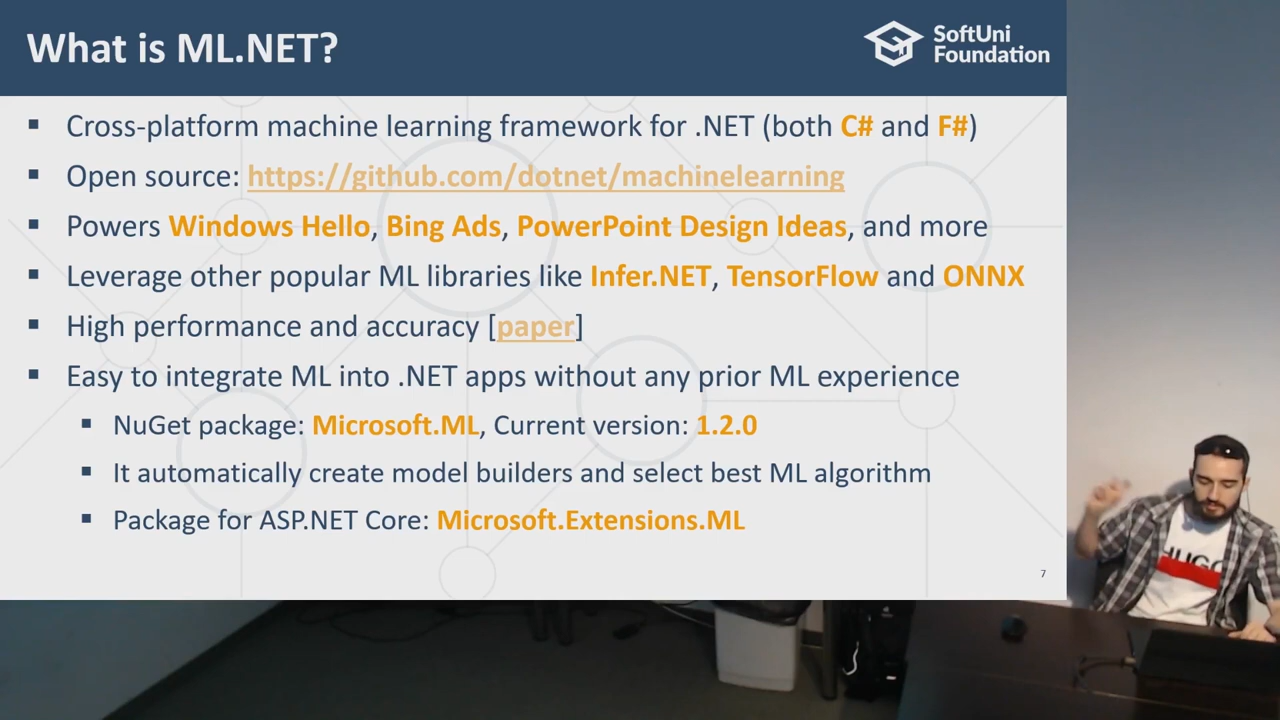 What is ML.NET?
SoftUni
Foundation
Cross-platform machine learning framework for .NET (both C# and F#)
Open source: https://github.com/dotnet/machinelearning
Powers Windows Hello, Bing Ads, PowerPoint Design Ideas, and more
Leverage other popular ML libraries like Infer.NET, TensorFlow and ONNX
High performance and accuracy [paper]
Easy to integrate ML into .NET apps without any prior ML experience
NuGet package: Microsoft.ML, Current version: 1.2.0
It automatically create model builders and select best ML algorithm
Package for ASP.NET Core: Microsoft.Extensions.ML
7
HUGO